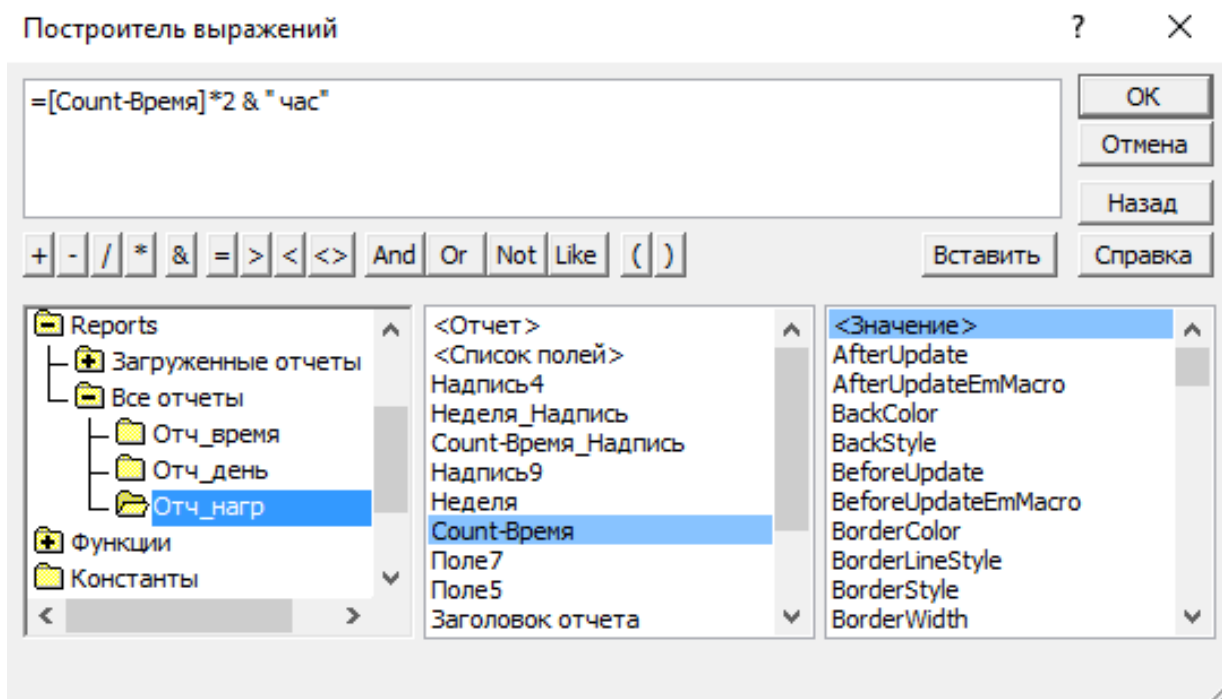 Построитель выражений ?
=[Count-Время]*2 & " час"
ОК
Отмена
Назад
+ - / * & = > < <> And Or Not Like ( ) Вставить Справка
Reports
Загруженные отчеты
Все отчеты
Отч_время
Отч_день
Отч_нагр
Функции
Константы
<Отчет>
<Список полей>
Надпись4
Неделя_Надпись
Count-Время_Надпись
Надпись9
Неделя
Count-Время
Поле7
Поле5
Заголовок отчета
<Значение>
AfterUpdate
AfterUpdateEmMacro
BackColor
BackStyle
BeforeUpdate
BeforeUpdateEmMacro
BorderColor
BorderLineStyle
BorderStyle
BorderWidth